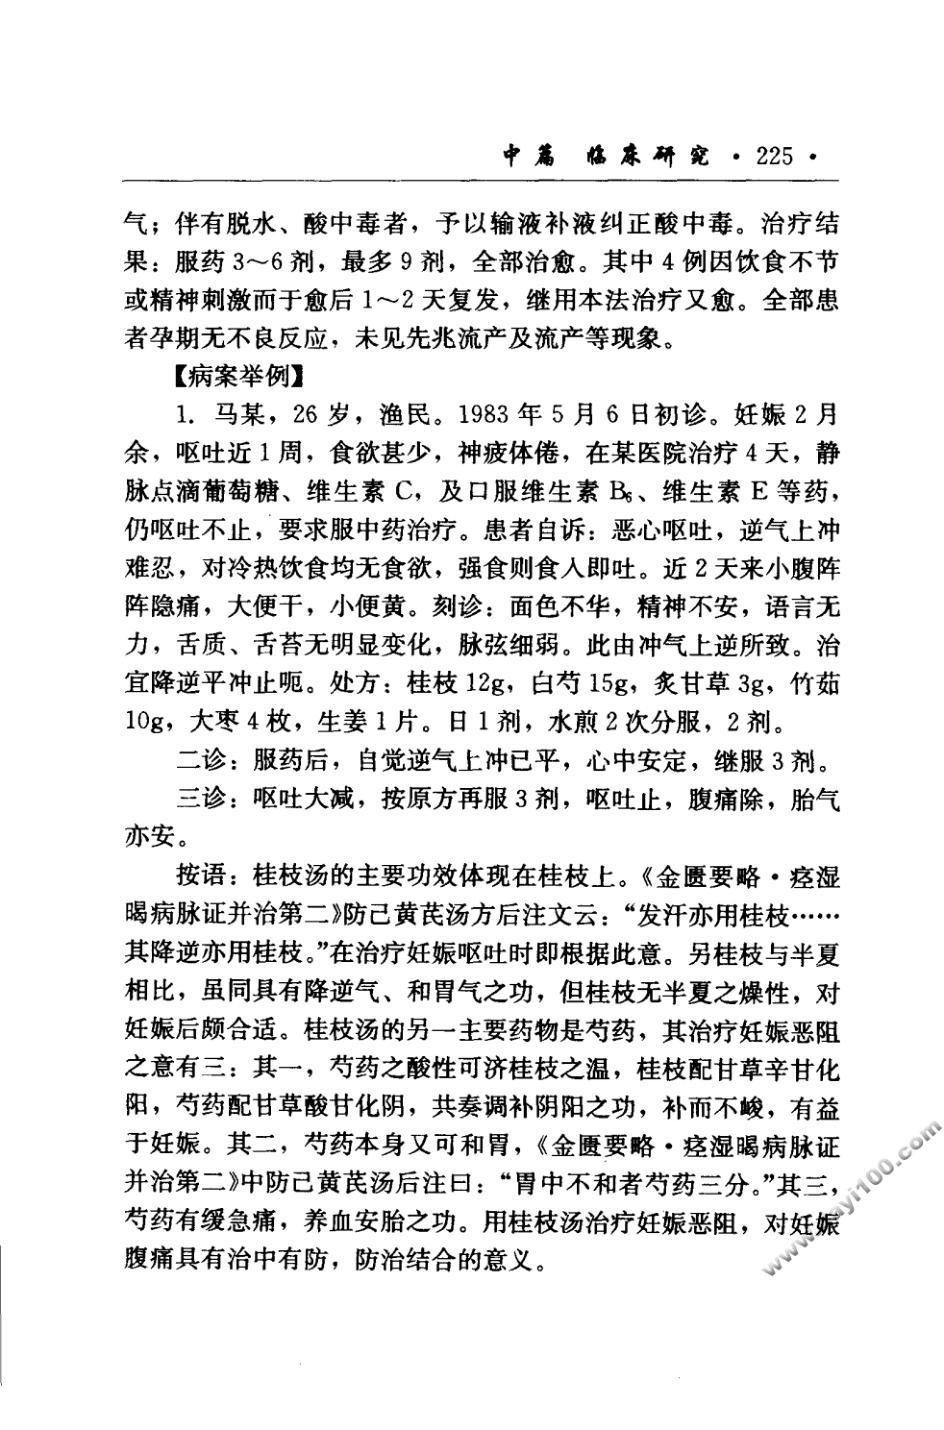 中篇 临床研究·225·
气；伴有脱水、酸中毒者，予以输液补液纠正酸中毒。治疗结
果：服药3～6剂，最多9剂，全部治愈。其中4例因饮食不节
或精神刺激而于愈后1～2天复发，继用本法治疗又愈。全部患
者孕期无不良反应，未见先兆流产及流产等现象。
【病案举例】
1. 马某，26岁，渔民。1983年5月6日初诊。妊娠2月
余，呕吐近1周，食欲甚少，神疲体倦，在某医院治疗4天，静
脉点滴葡萄糖、维生素C，及口服维生素B₆、维生素E等药，
仍呕吐不止，要求服中药治疗。患者自诉：恶心呕吐，逆气上冲
难忍，对冷热饮食均无食欲，强食则食入即吐。近2天来小腹阵
阵隐痛，大便干，小便黄。刻诊：面色不华，精神不安，语言无
力，舌质、舌苔无明显变化，脉弦细弱。此由冲气上逆所致。治
宜降逆平冲止呃。处方：桂枝12g，白芍15g，炙甘草3g，竹茹
10g，大枣4枚，生姜1片。日1剂，水煎2次分服，2剂。
二诊：服药后，自觉逆气上冲已平，心中安定，继服3剂。
三诊：呕吐大减，按原方再服3剂，呕吐止，腹痛除，胎气
亦安。
按语：桂枝汤的主要功效体现在桂枝上。《金匮要略·痉湿
暍病脉证并治第二》防己黄芪汤方后注文云：“发汗亦用桂枝……
其降逆亦用桂枝。”在治疗妊娠呕吐时即根据此意。另桂枝与半夏
相比，虽同具有降逆气、和胃气之功，但桂枝无半夏之燥性，对
妊娠后颇合适。桂枝汤的另一主要药物是芍药，其治疗妊娠恶阻
之意有三：其一，芍药之酸性可济桂枝之温，桂枝配甘草辛甘化
阳，芍药配甘草酸甘化阴，共奏调补阴阳之功，补而不峻，有益
于妊娠。其二，芍药本身又可和胃，《金匮要略·痉湿暍病脉证
并治第二》中防己黄芪汤后注曰：“胃中不和者芍药三分。”其三，
芍药有缓急痛，养血安胎之功。用桂枝汤治疗妊娠恶阻，对妊娠
腹痛具有治中有防，防治结合的意义。